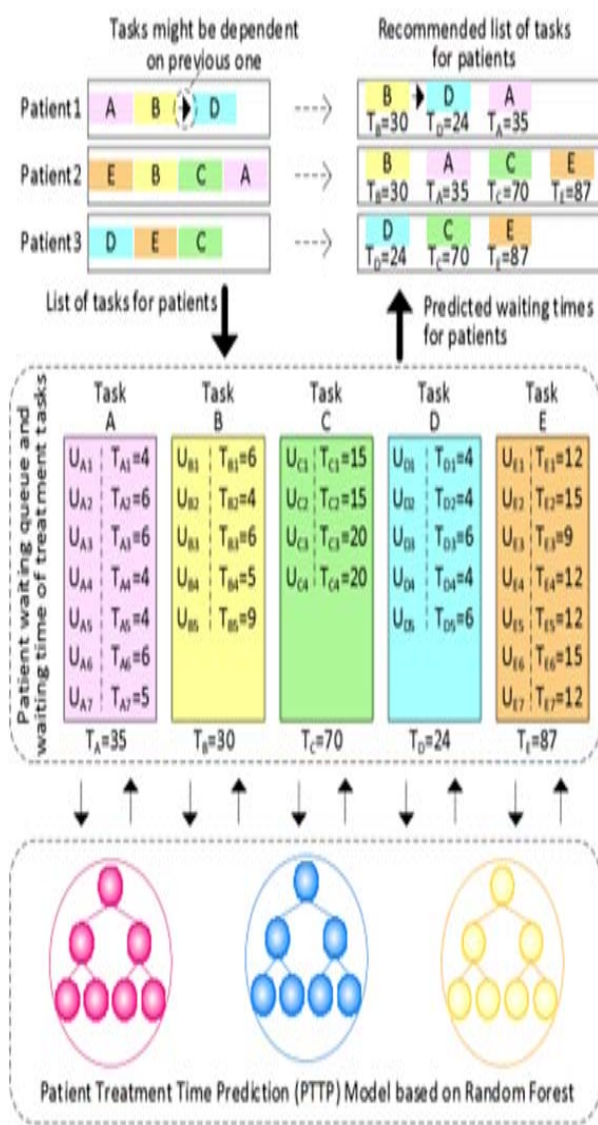 Tasks might be dependent
on previous one
Recommended list of tasks
for patients
Patient1 A B D
B D A
T_B=30 T_D=24 T_A=35
Patient2 E B C A
B A C E
T_B=30 T_A=35 T_C=70 T_E=87
Patient3 D E C
D C E
T_D=24 T_C=70 T_E=87
List of tasks for patients
Predicted waiting times
for patients
Patient waiting queue and
waiting time of treatment tasks
Task Task Task Task Task
A B C D E
U_A1 T_A1=4 U_B1 T_B1=6 U_C1 T_C1=15 U_D1 T_D1=4 U_E1 T_E1=12
U_A2 T_A2=6 U_B2 T_B2=4 U_C2 T_C2=15 U_D2 T_D2=4 U_E2 T_E2=15
U_A3 T_A3=6 U_B3 T_B3=6 U_C3 T_C3=20 U_D3 T_D3=6 U_E3 T_E3=9
U_A4 T_A4=4 U_B4 T_B4=5 U_C4 T_C4=20 U_D4 T_D4=4 U_E4 T_E4=12
U_A5 T_A5=4 U_B5 T_B5=9 U_D5 T_D5=6 U_E5 T_E5=12
U_A6 T_A6=6 U_E6 T_E6=15
U_A7 T_A7=5 U_E7 T_E7=12
T_A=35 T_B=30 T_C=70 T_D=24 T_E=87
Patient Treatment Time Prediction (PTTP) Model based on Random Forest